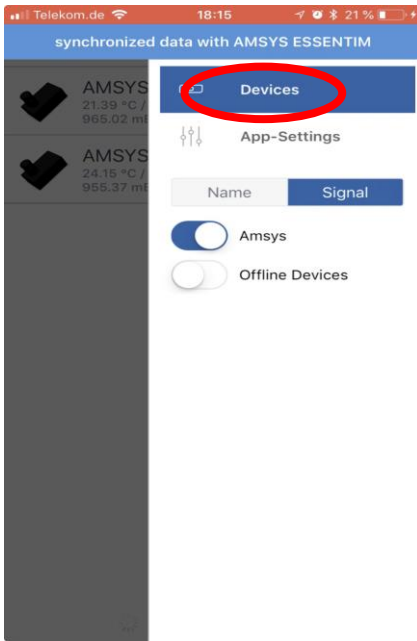 Telekom.de 18:15 21 %
synchronized data with AMSYS ESSENTIM
AMSYS
21.39 °C /
965.02
Devices
AMSYS
24.15 °C /
955.37
App-Settings
Name Signal
Amsys
Offline Devices